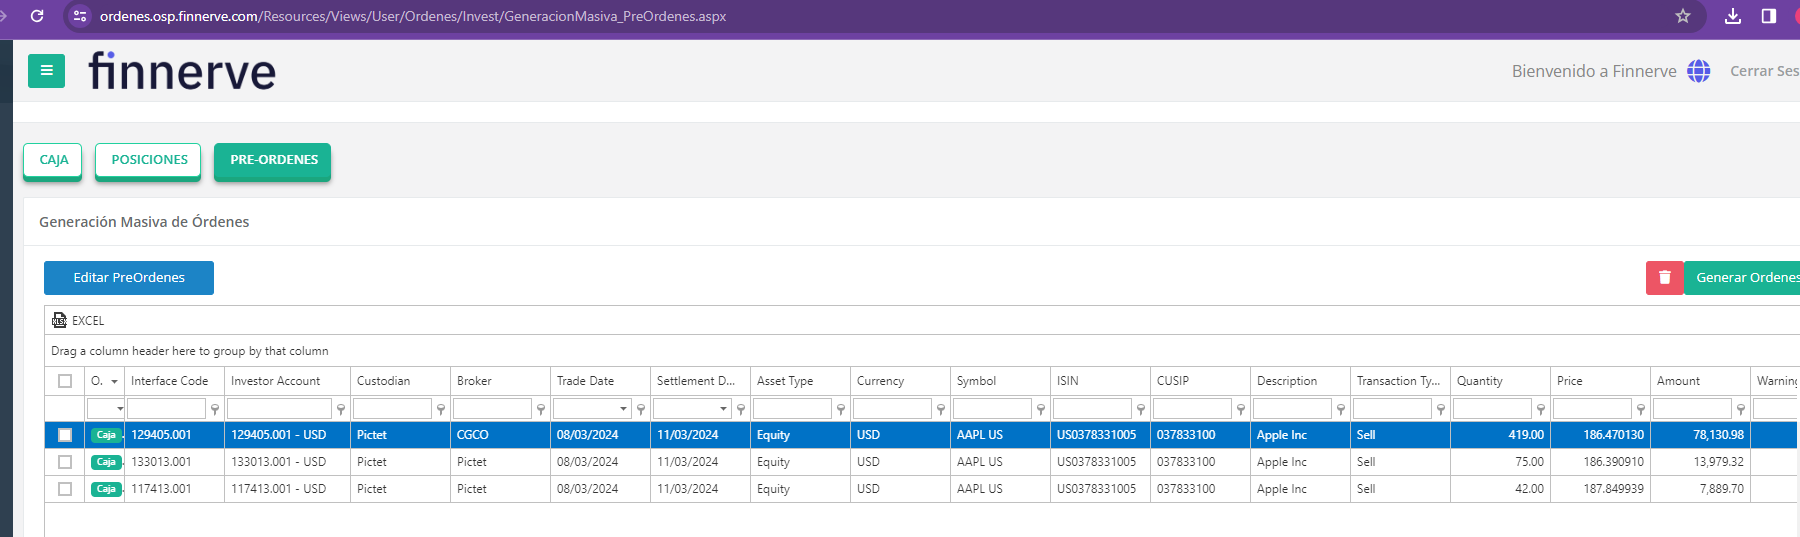 ordenes.osp.finnerve.com/Resources/Views/User/Ordenes/Invest/GeneracionMasiva_PreOrdenes.aspx
finnerve
Bienvenido a Finnerve Cerrar Ses
CAJA POSICIONES PRE-ORDENES
Generación Masiva de Órdenes
Editar PreOrdenes Generar Ordenes
EXCEL
Drag a column header here to group by that column
O. Interface Code Investor Account Custodian Broker Trade Date Settlement D... Asset Type Currency Symbol ISIN CUSIP Description Transaction Ty... Quantity Price Amount Warning
Caja 129405.001 129405.001 - USD Pictet CGCO 08/03/2024 11/03/2024 Equity USD AAPL US US0378331005 037833100 Apple Inc Sell 419.00 186.470130 78,130.98
Caja 133013.001 133013.001 - USD Pictet Pictet 08/03/2024 11/03/2024 Equity USD AAPL US US0378331005 037833100 Apple Inc Sell 75.00 186.390910 13,979.32
Caja 117413.001 117413.001 - USD Pictet Pictet 08/03/2024 11/03/2024 Equity USD AAPL US US0378331005 037833100 Apple Inc Sell 42.00 187.849939 7,889.70